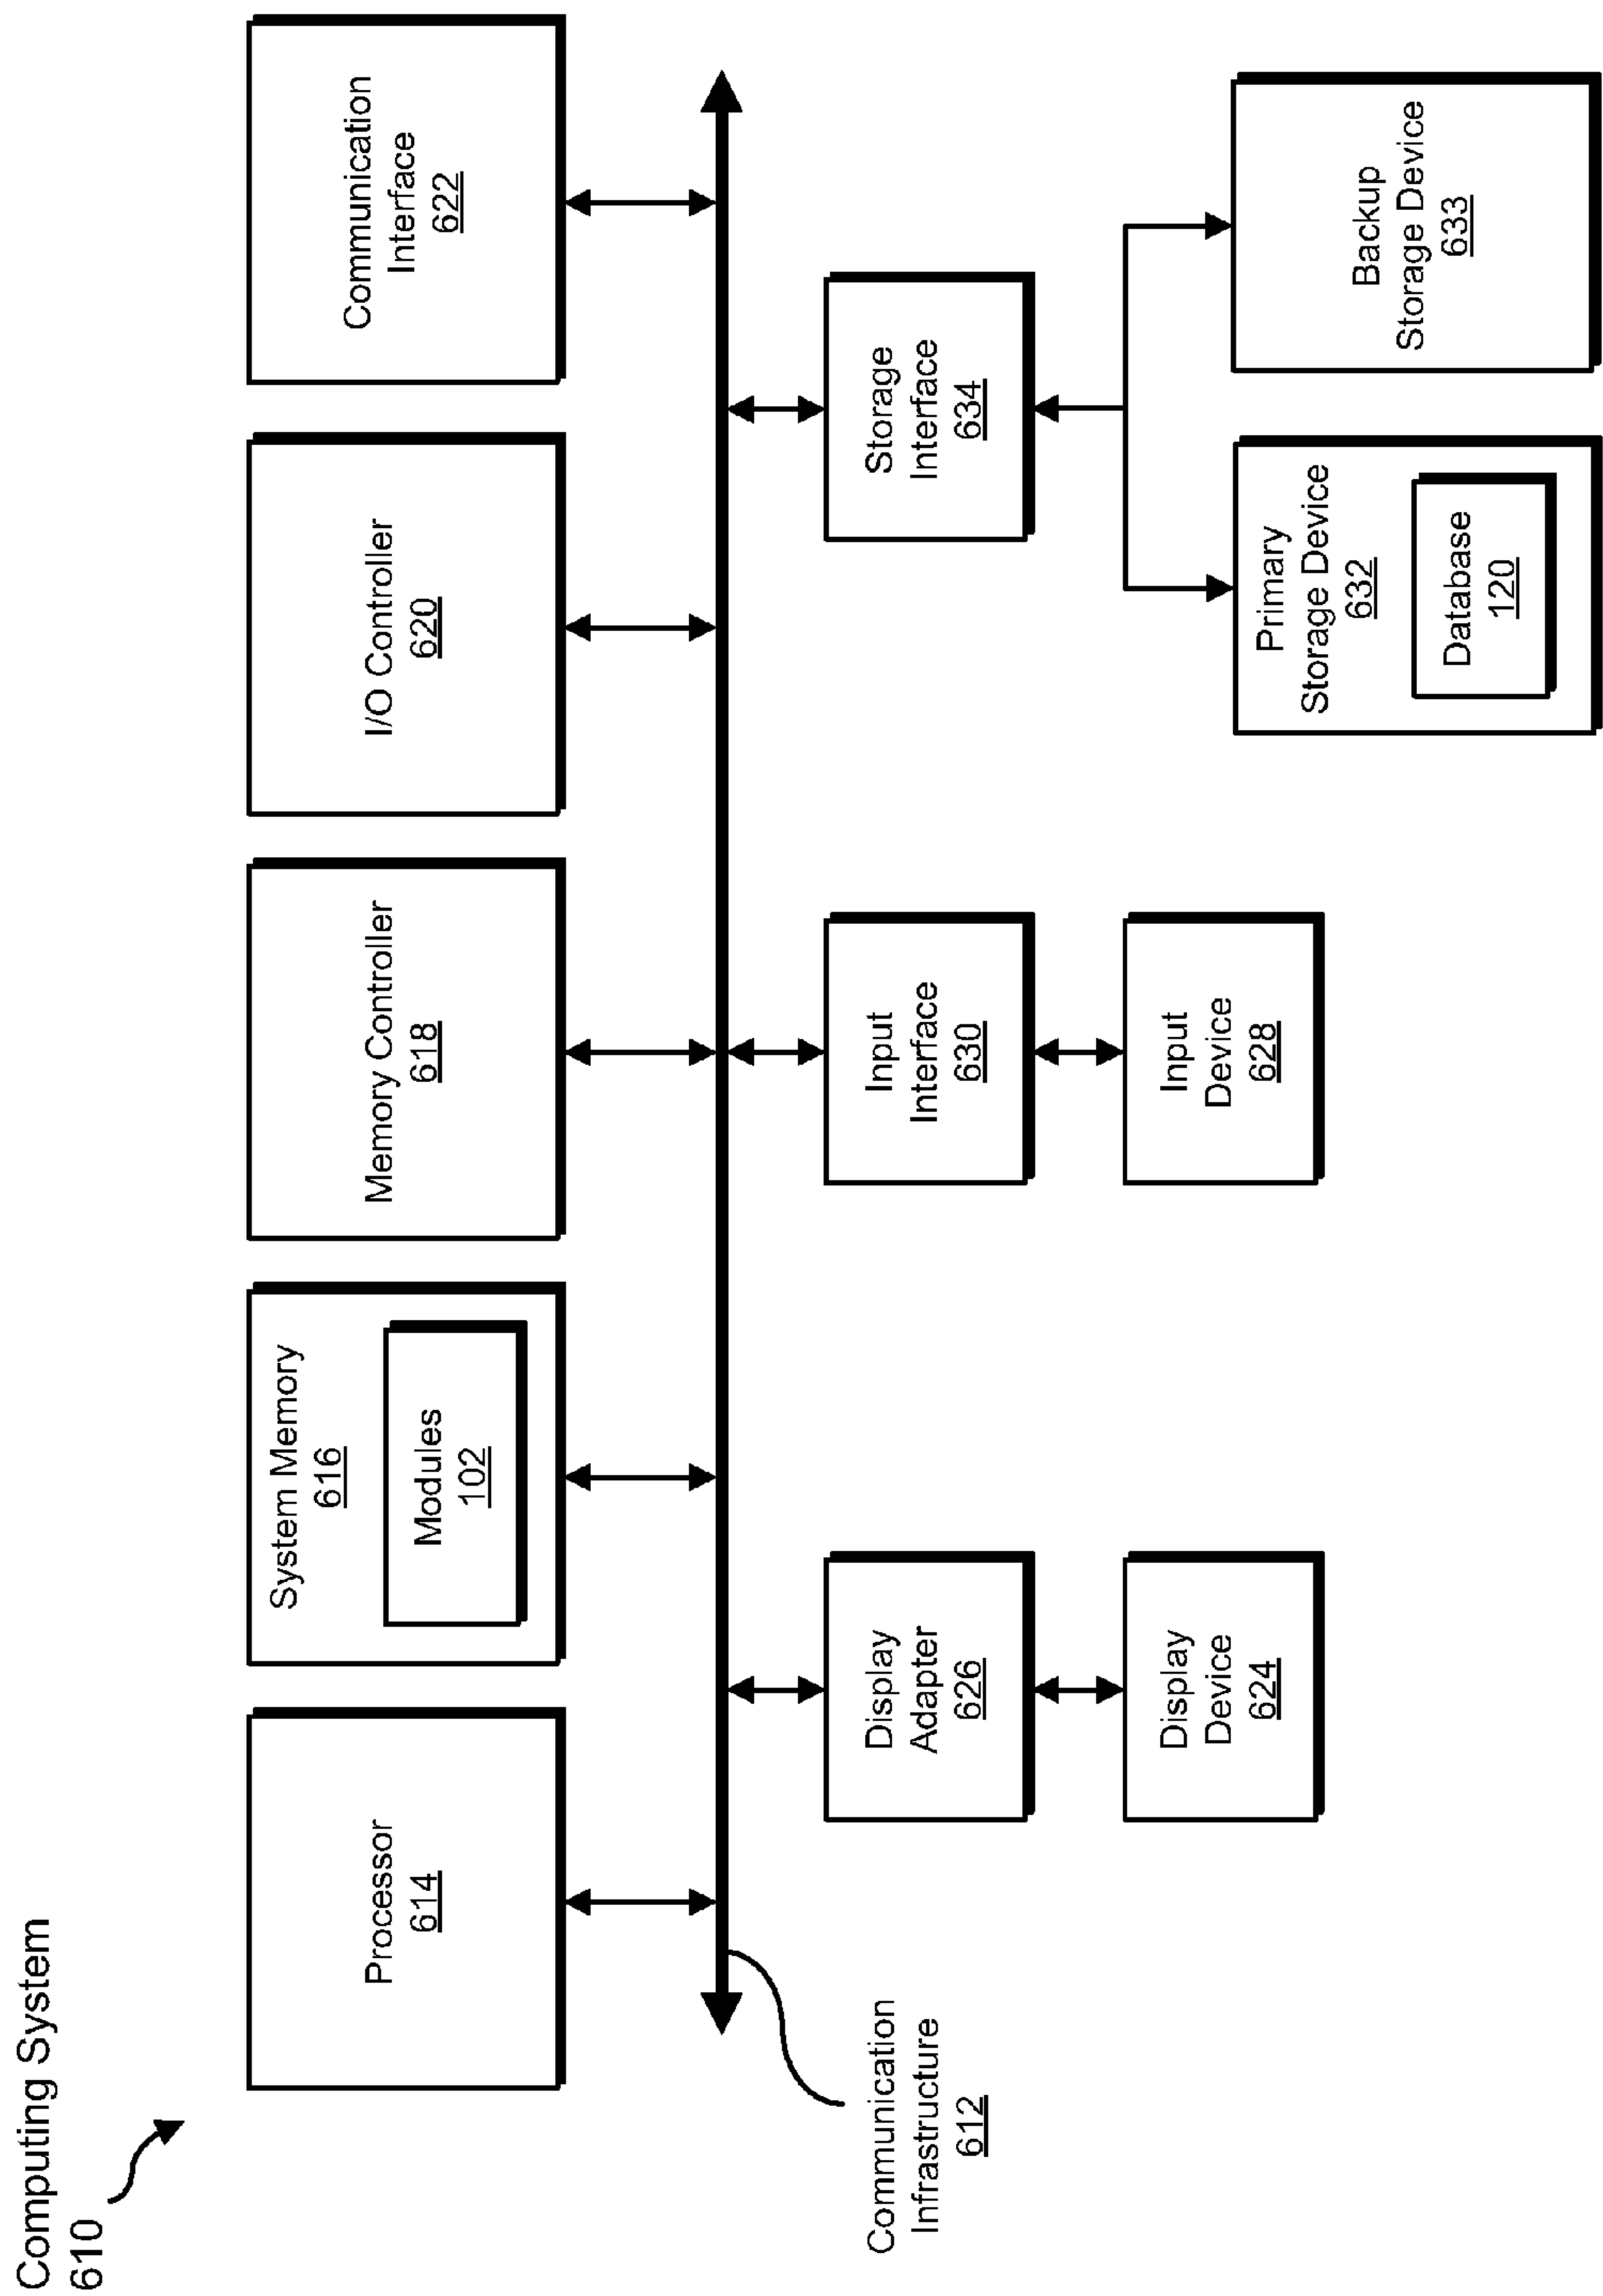 Computing System
610
Processor
614
System Memory
616
Modules
102
Memory Controller
618
I/O Controller
620
Communication
Interface
622
Communication
Infrastructure
612
Display
Adapter
626
Input
Interface
630
Storage
Interface
634
Display
Device
624
Input
Device
628
Primary
Storage Device
632
Database
120
Backup
Storage Device
633